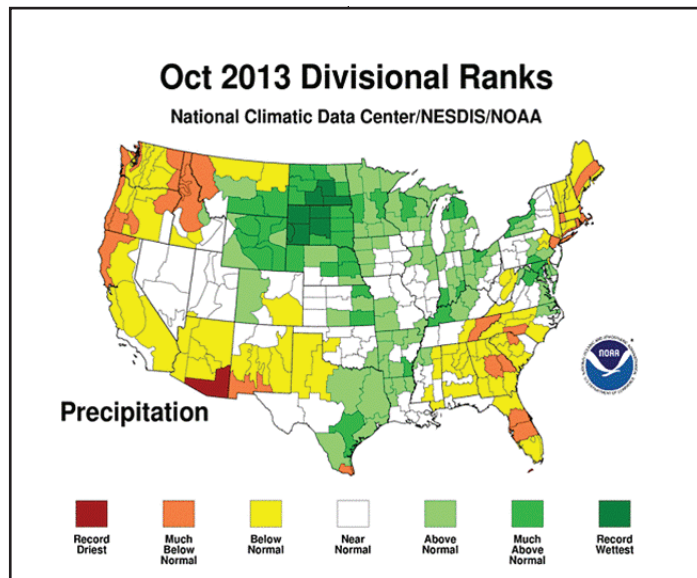 Oct 2013 Divisional Ranks
National Climatic Data Center/NESDIS/NOAA
NOAA
Precipitation
Record
Driest
Much
Below
Normal
Below
Normal
Near
Normal
Above
Normal
Much
Above
Normal
Record
Wettest